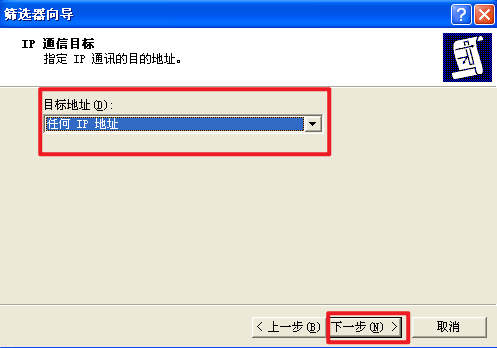 筛选器向导
IP 通信目标
指定 IP 通讯的目的地址。
目标地址(D):
任何 IP 地址
< 上一步(B) 下一步(N) > 取消